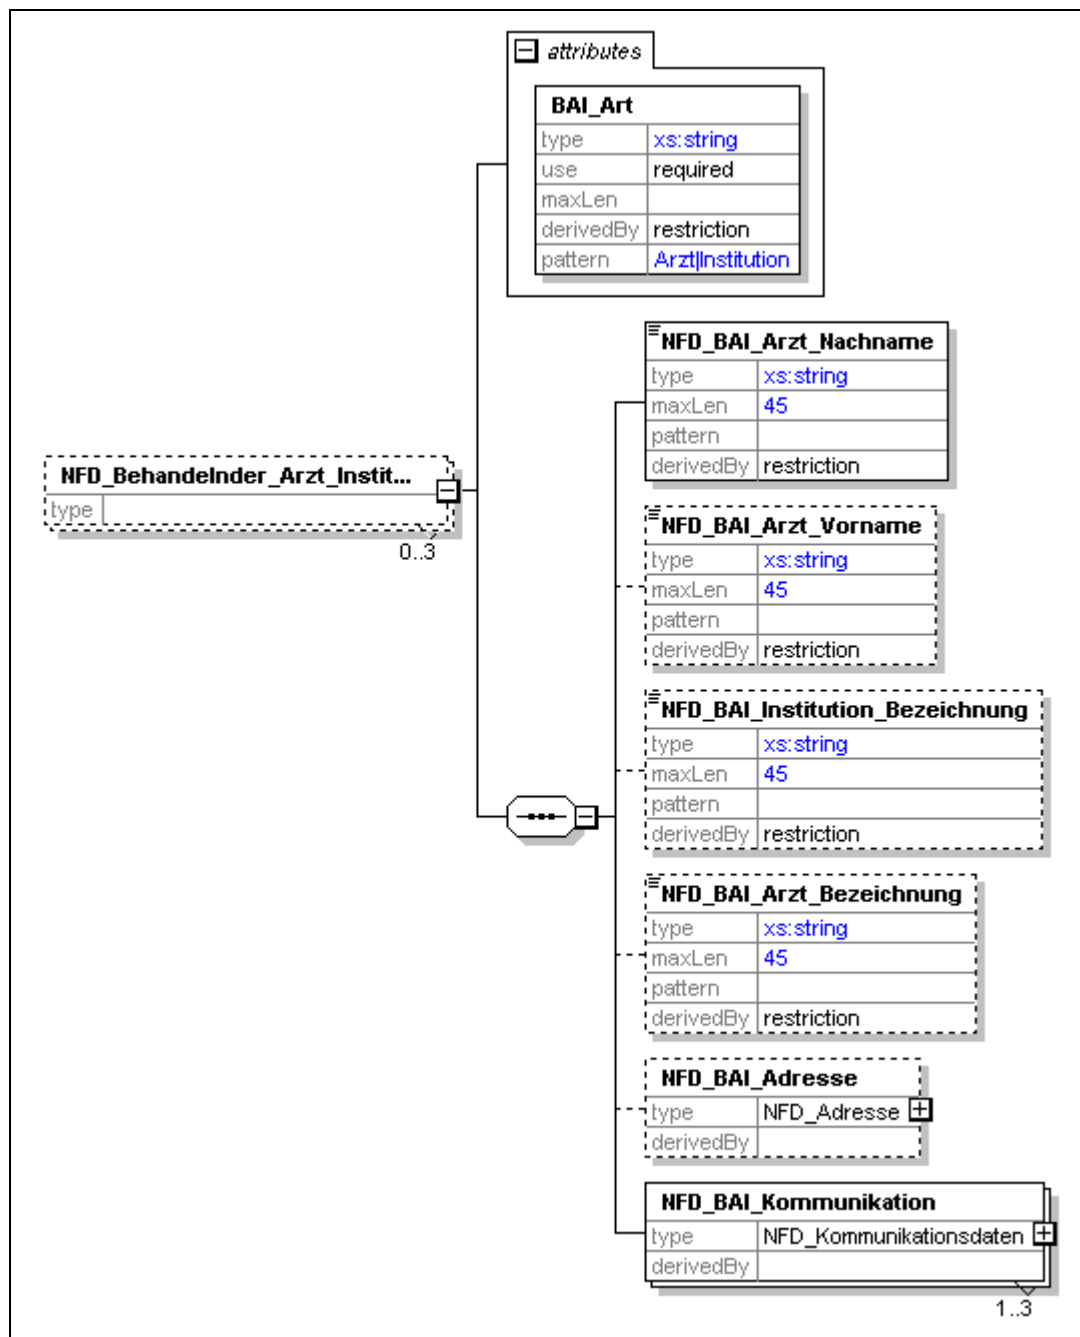 attributes
BAI_Art
type xs:string
use required
maxLen
derivedBy restriction
pattern Arzt|Institution
NFD_BAI_Arzt_Nachname
type xs:string
maxLen 45
pattern
derivedBy restriction
NFD_Behandelnder_Arzt_Instit...
type
0..3
NFD_BAI_Arzt_Vorname
type xs:string
maxLen 45
pattern
derivedBy restriction
NFD_BAI_Institution_Bezeichnung
type xs:string
maxLen 45
pattern
derivedBy restriction
NFD_BAI_Arzt_Bezeichnung
type xs:string
maxLen 45
pattern
derivedBy restriction
NFD_BAI_Adresse
type NFD_Adresse
derivedBy
NFD_BAI_Kommunikation
type NFD_Kommunikationsdaten
derivedBy
1..3